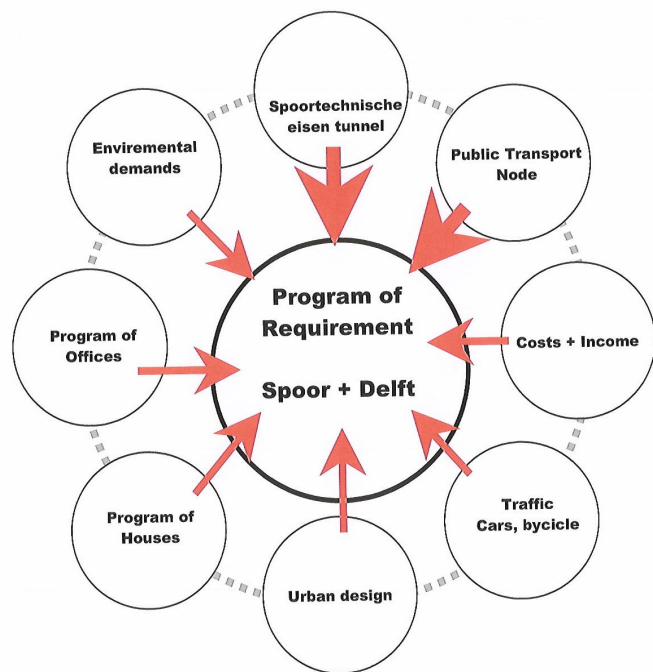 Spoortechnische
eisen tunnel
Public Transport
Node
Costs + Income
Traffic
Cars, bycicle
Urban design
Program of
Houses
Program of
Offices
Enviremental
demands
Program of
Requirement
Spoor + Delft